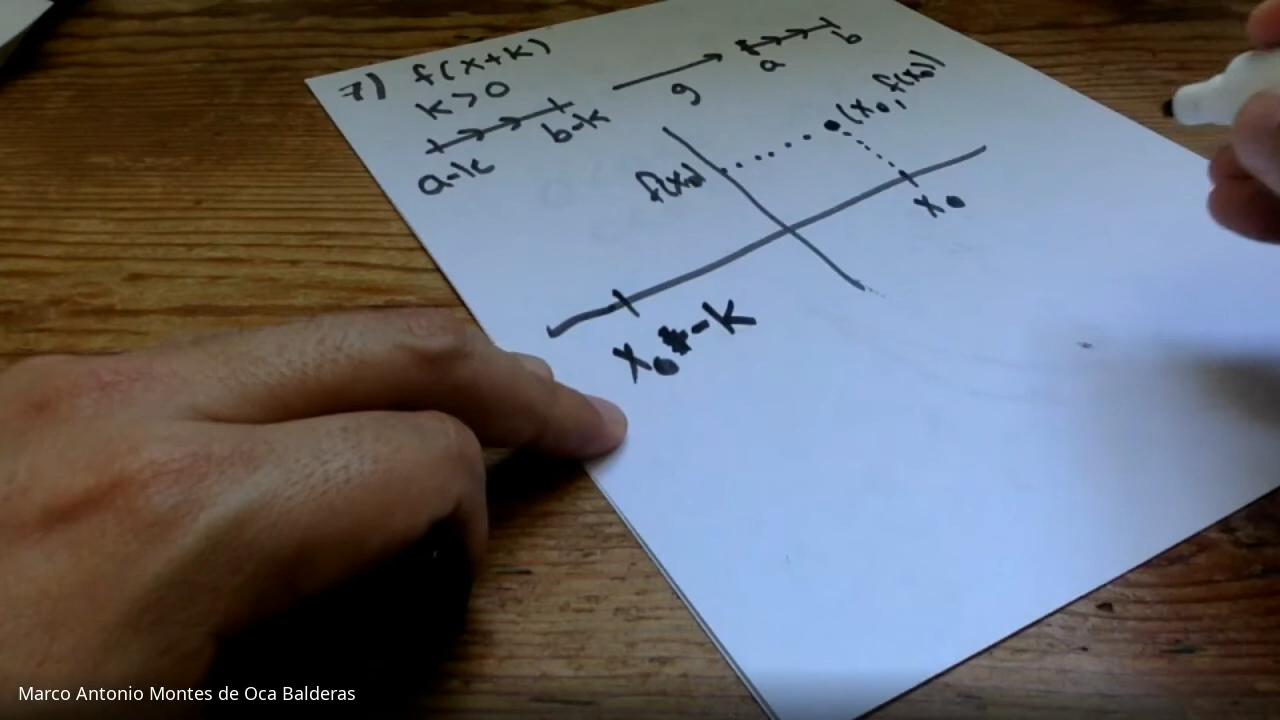 7) f(x+k)
k>0
a-k b-k
g
a b
(x₀, f(x₀))
f(x₀)
x₀
x₀-k
Marco Antonio Montes de Oca Balderas